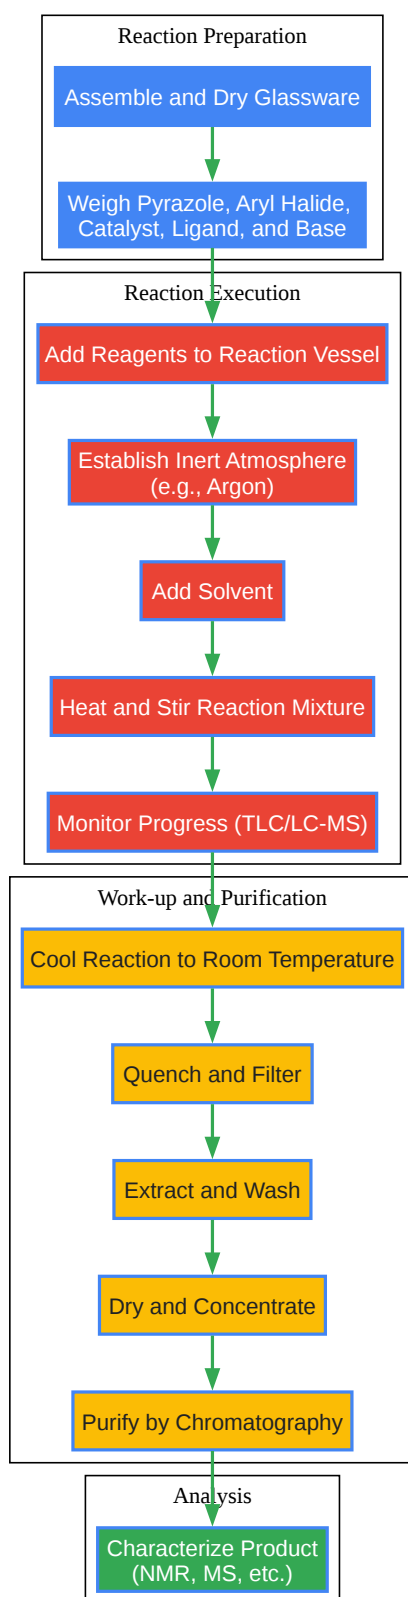 Reaction Preparation
Assemble and Dry Glassware
Weigh Pyrazole, Aryl Halide,
Catalyst, Ligand, and Base
Reaction Execution
Add Reagents to Reaction Vessel
Establish Inert Atmosphere
(e.g., Argon)
Add Solvent
Heat and Stir Reaction Mixture
Monitor Progress (TLC/LC-MS)
Work-up and Purification
Cool Reaction to Room Temperature
Quench and Filter
Extract and Wash
Dry and Concentrate
Purify by Chromatography
Analysis
Characterize Product
(NMR, MS, etc.)